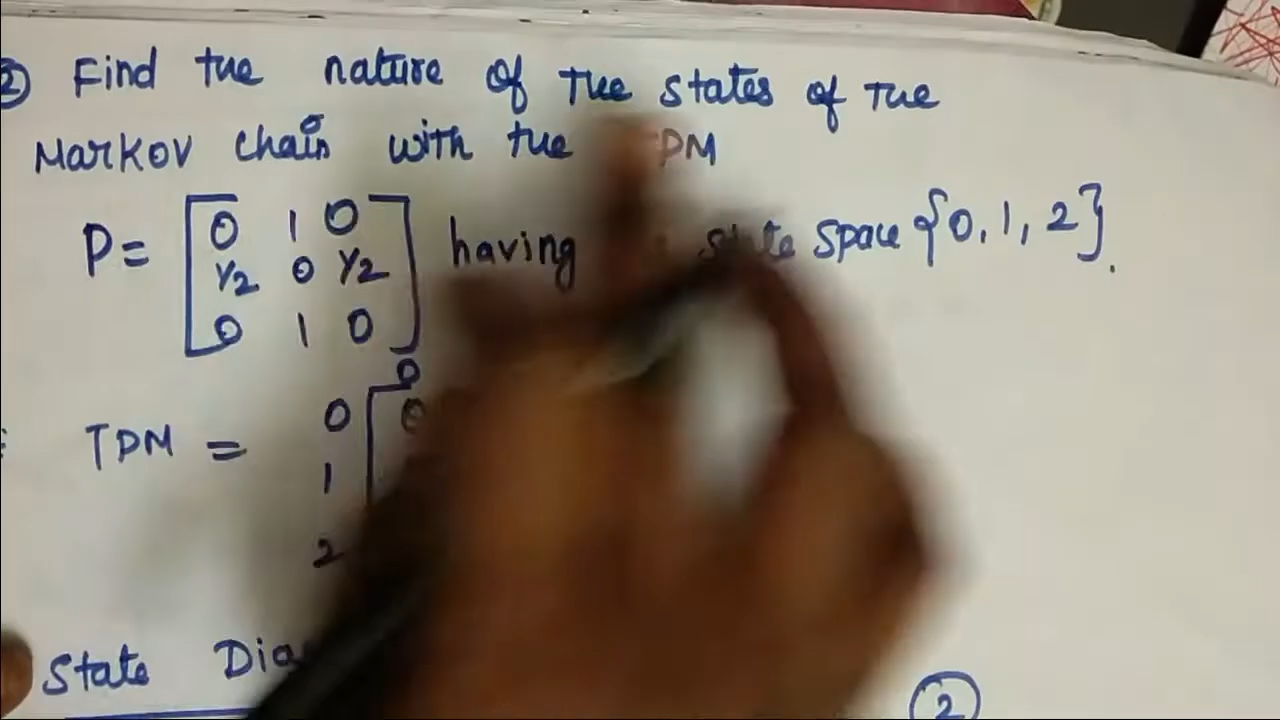 ② Find the nature of the states of the
Markov chain with the
P = [ 0 1 0 having state space {0, 1, 2}.
1/2 0 1/2
0 1 0 ]
0
TPM = 0 [ 0
1
2
State
2